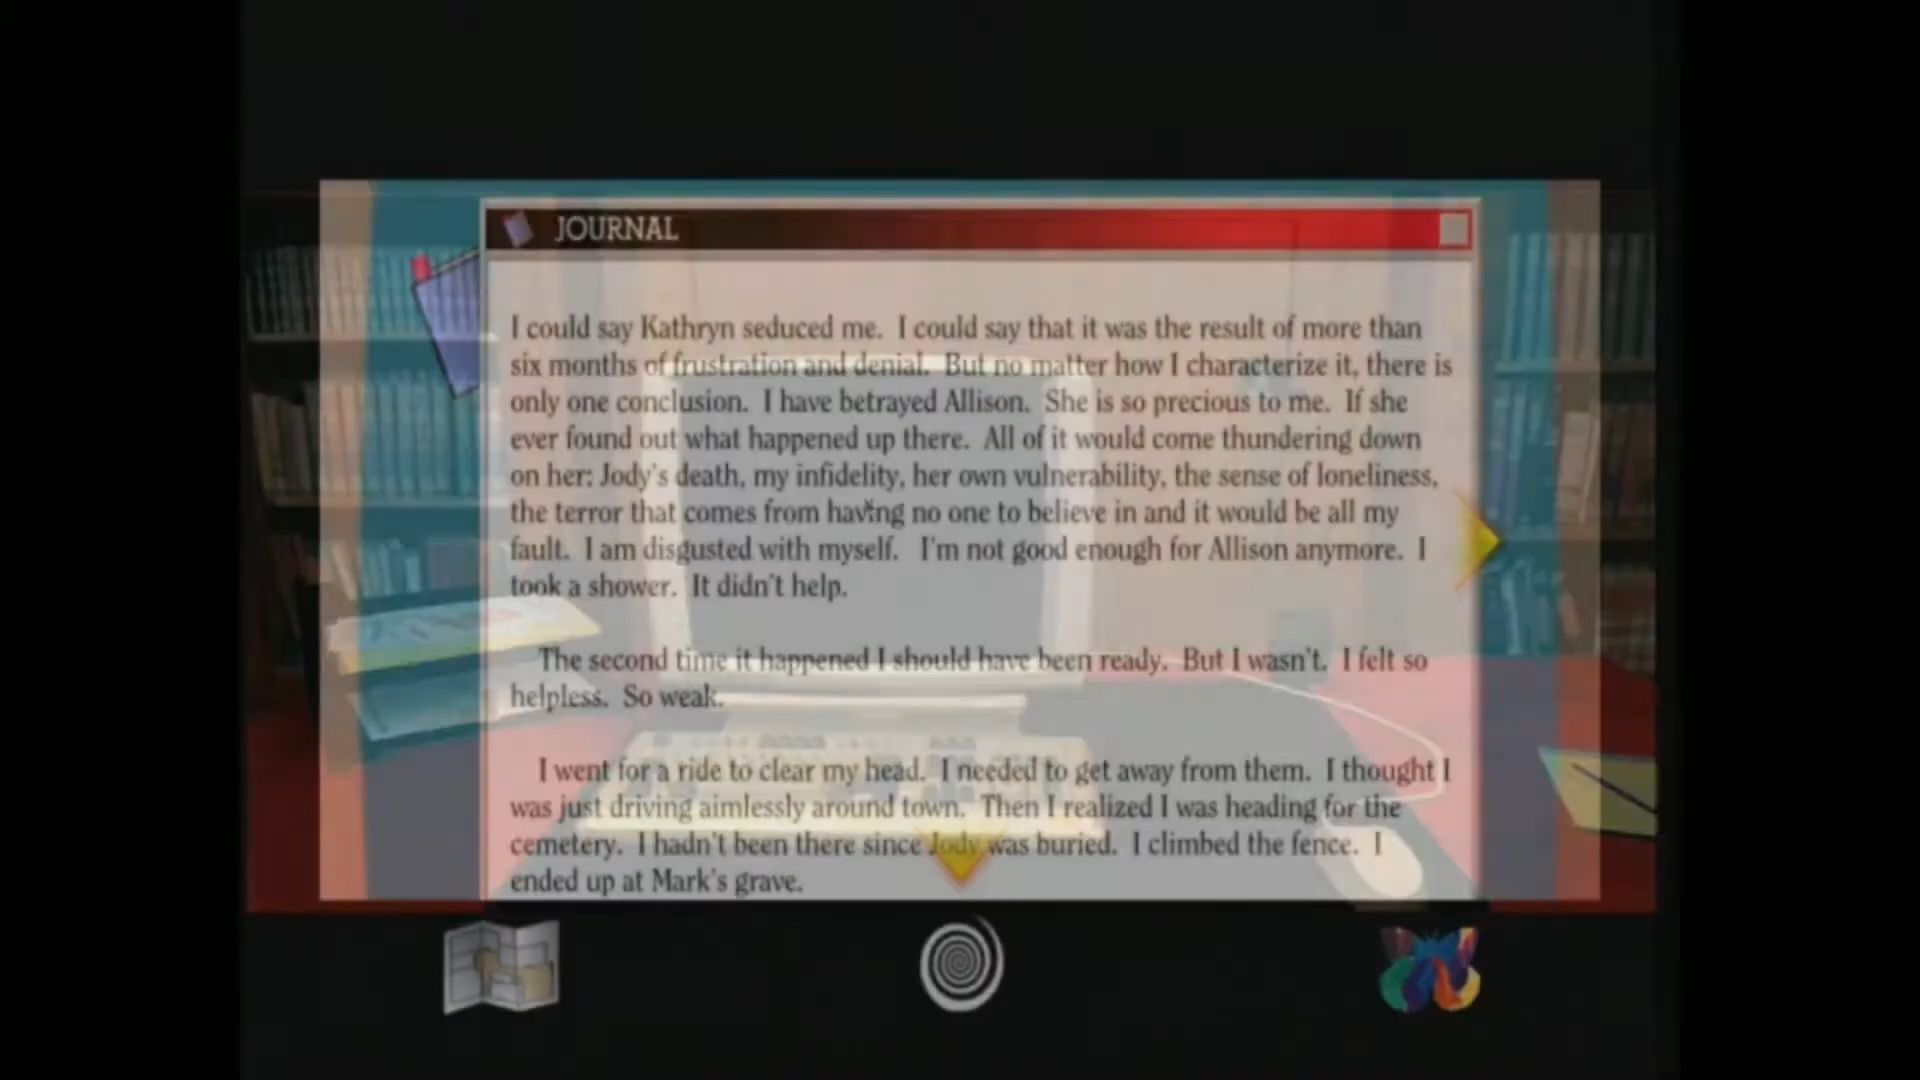 JOURNAL
I could say Kathryn seduced me.  I could say that it was the result of more than
six months of frustration and denial.  But no matter how I characterize it, there is
only one conclusion.  I have betrayed Allison.  She is so precious to me.  If she
ever found out what happened up there.  All of it would come thundering down
on her: Jody's death, my infidelity, her own vulnerability, the sense of loneliness,
the terror that comes from having no one to believe in and it would be all my
fault.  I am disgusted with myself.   I'm not good enough for Allison anymore.  I
took a shower.  It didn't help.
The second time it happened I should have been ready.  But I wasn't.  I felt so
helpless.  So weak.
I went for a ride to clear my head.  I needed to get away from them.  I thought I
was just driving aimlessly around town.  Then I realized I was heading for the
cemetery.  I hadn't been there since Jody was buried.  I climbed the fence.  I
ended up at Mark's grave.